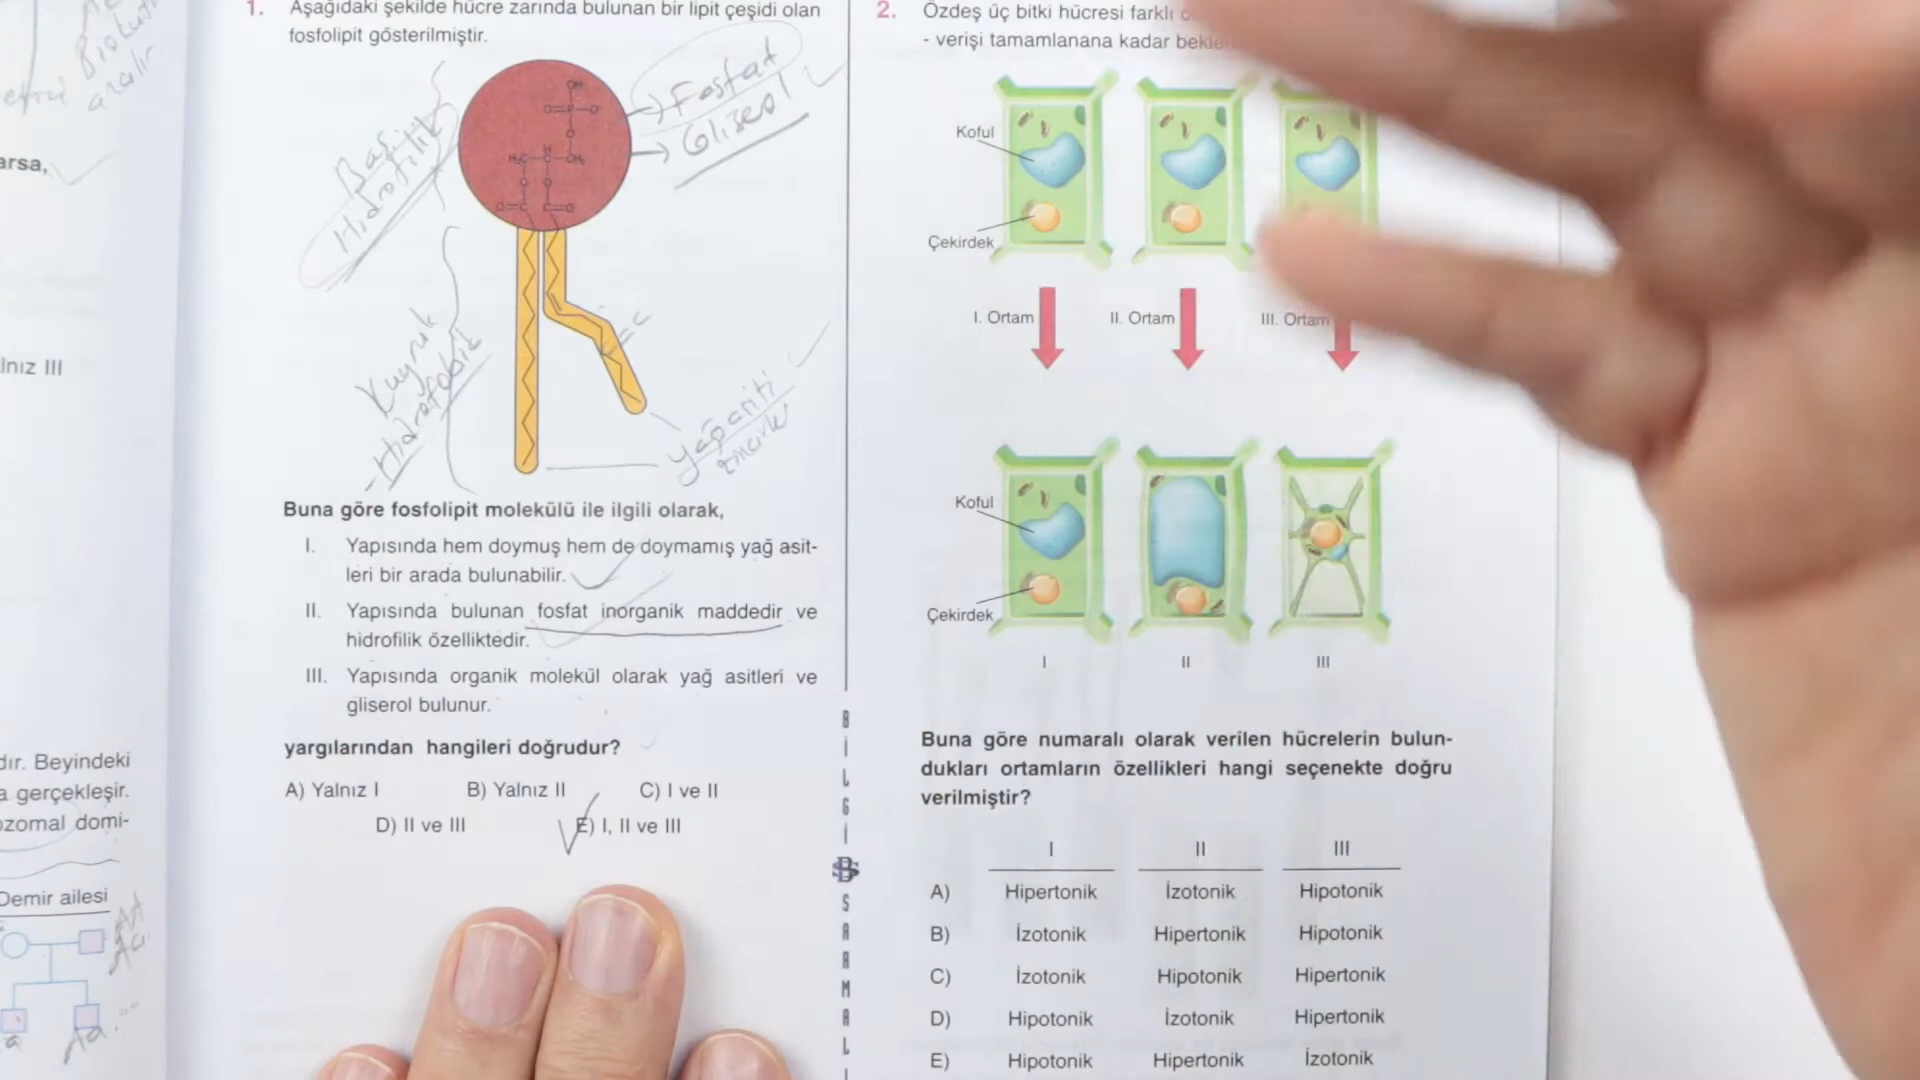 etrii
arsa,
lnız III
dır. Beyindeki
a gerçekleşir.
ozomal domi-
Demir ailesi
1. Aşağıdaki şekilde hücre zarında bulunan bir lipit çeşidi olan
fosfolipit gösterilmiştir.
Fosfat
Gliserol
Hidrofilik
Kuyruk
Hidrofobik
yağ asiti
Buna göre fosfolipit molekülü ile ilgili olarak,
I. Yapısında hem doymuş hem de doymamış yağ asit-
leri bir arada bulunabilir.
II. Yapısında bulunan fosfat inorganik maddedir ve
hidrofilik özelliktedir.
III. Yapısında organik molekül olarak yağ asitleri ve
gliserol bulunur.
yargılarından hangileri doğrudur?
A) Yalnız I B) Yalnız II C) I ve II
D) II ve III E) I, II ve III
BİLGİ
SARMAL
2. Özdeş üç bitki hücresi farklı
- verişi tamamlanana kadar bekle
Koful
Çekirdek
I. Ortam II. Ortam III. Ortam
Koful
Çekirdek
I II III
Buna göre numaralı olarak verilen hücrelerin bulun-
dukları ortamların özellikleri hangi seçenekte doğru
verilmiştir?
I II III
A) Hipertonik İzotonik Hipotonik
B) İzotonik Hipertonik Hipotonik
C) İzotonik Hipotonik Hipertonik
D) Hipotonik İzotonik Hipertonik
E) Hipotonik Hipertonik İzotonik